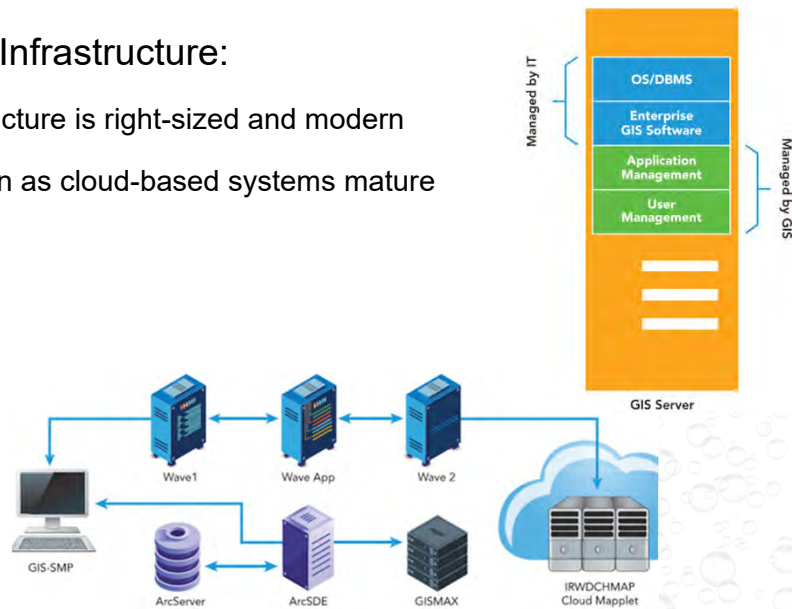 Infrastructure:
cture is right-sized and modern
n as cloud-based systems mature
Managed by IT
OS/DBMS
Enterprise
GIS Software
Application
Management
User
Management
Managed by GIS
GIS Server
Wave1
Wave App
Wave 2
GIS-SMP
ArcServer
ArcSDE
GISMAX
IRWDCHMAP
Cloud Mapplet